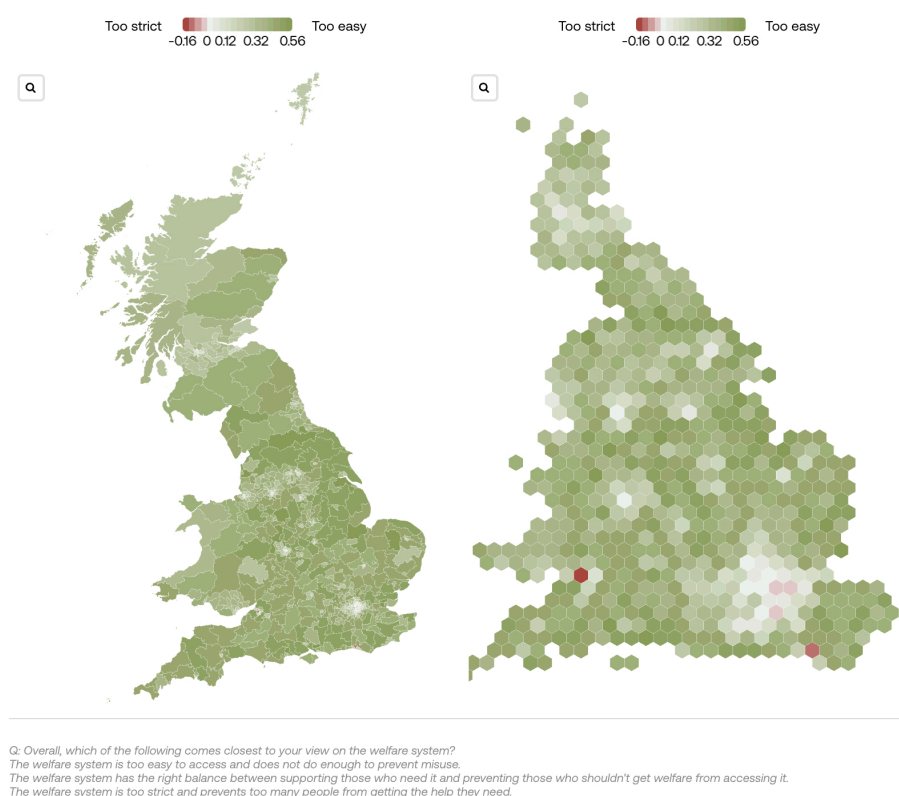 Too strict Too easy
-0.16 0 0.12 0.32 0.56
Too strict Too easy
-0.16 0 0.12 0.32 0.56
Q: Overall, which of the following comes closest to your view on the welfare system?
The welfare system is too easy to access and does not do enough to prevent misuse.
The welfare system has the right balance between supporting those who need it and preventing those who shouldn't get welfare from accessing it.
The welfare system is too strict and prevents too many people from getting the help they need.